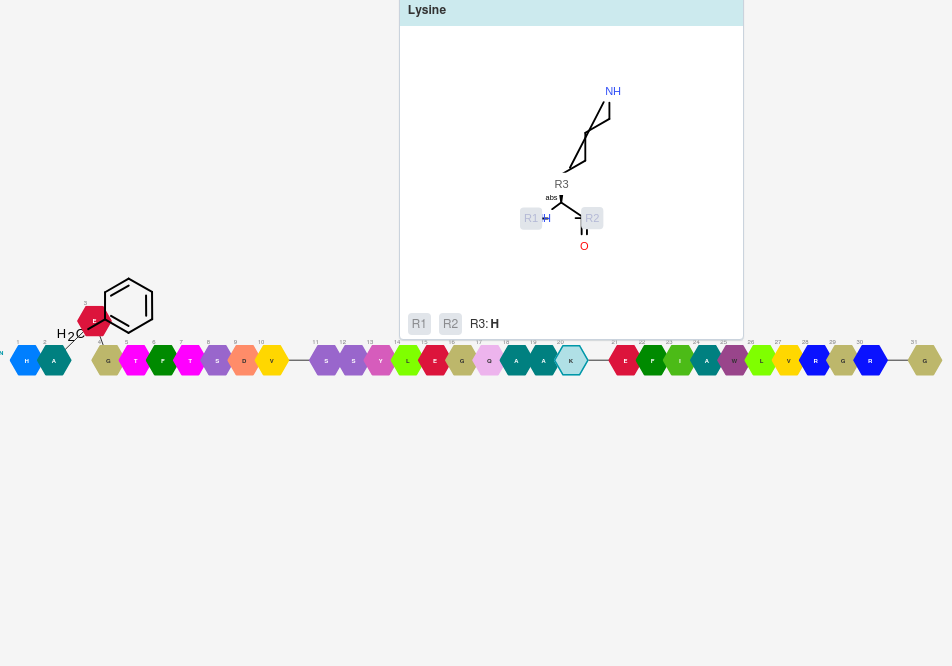 Lysine
NH
R3
abs
R1 H R2
O
R1 R2 R3: H
3
E
H2C
1 2 4 5 6 7 8 9 10 11 12 13 14 15 16 17 18 19 20 21 22 23 24 25 26 27 28 29 30 31
H A G T F T S D V S S Y L E G Q A A K E F I A W L V R G R G